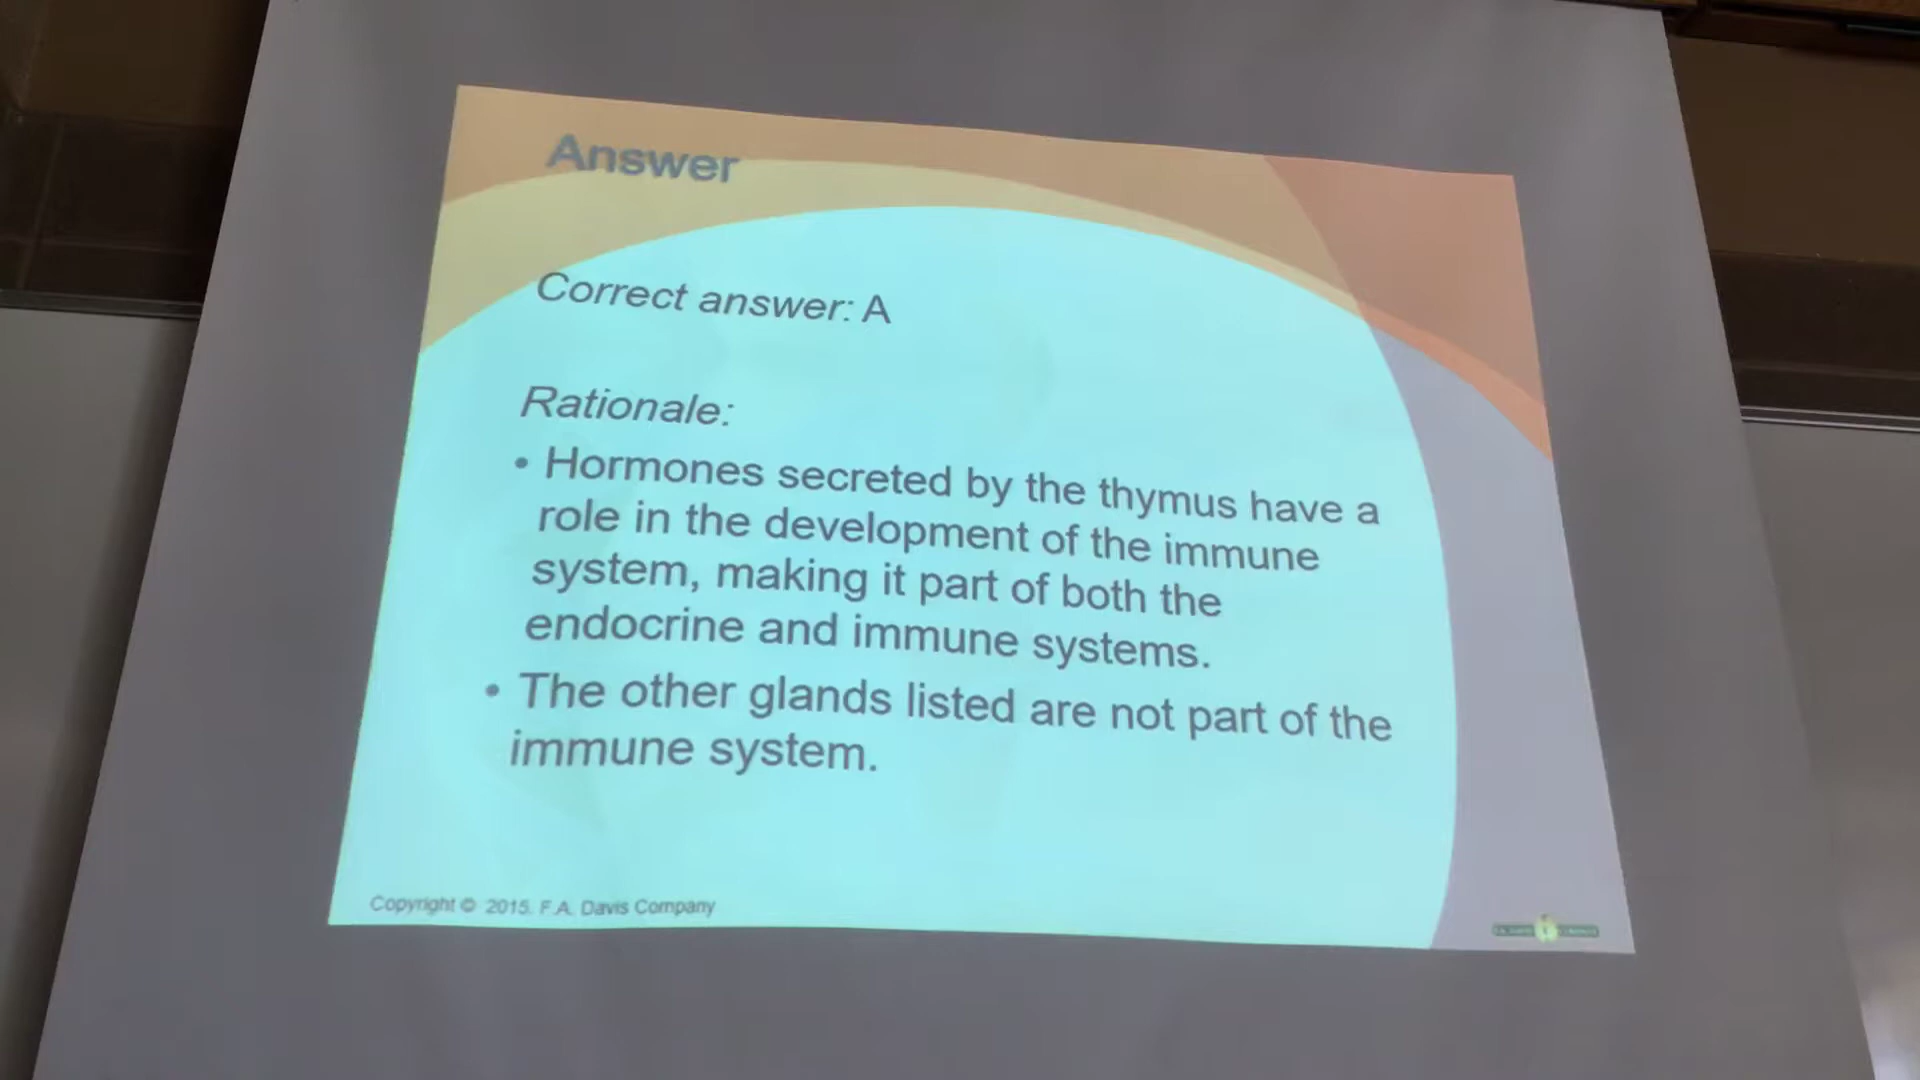 Answer
Correct answer: A
Rationale:
• Hormones secreted by the thymus have a
role in the development of the immune
system, making it part of both the
endocrine and immune systems.
• The other glands listed are not part of the
immune system.
Copyright © 2015. F.A. Davis Company